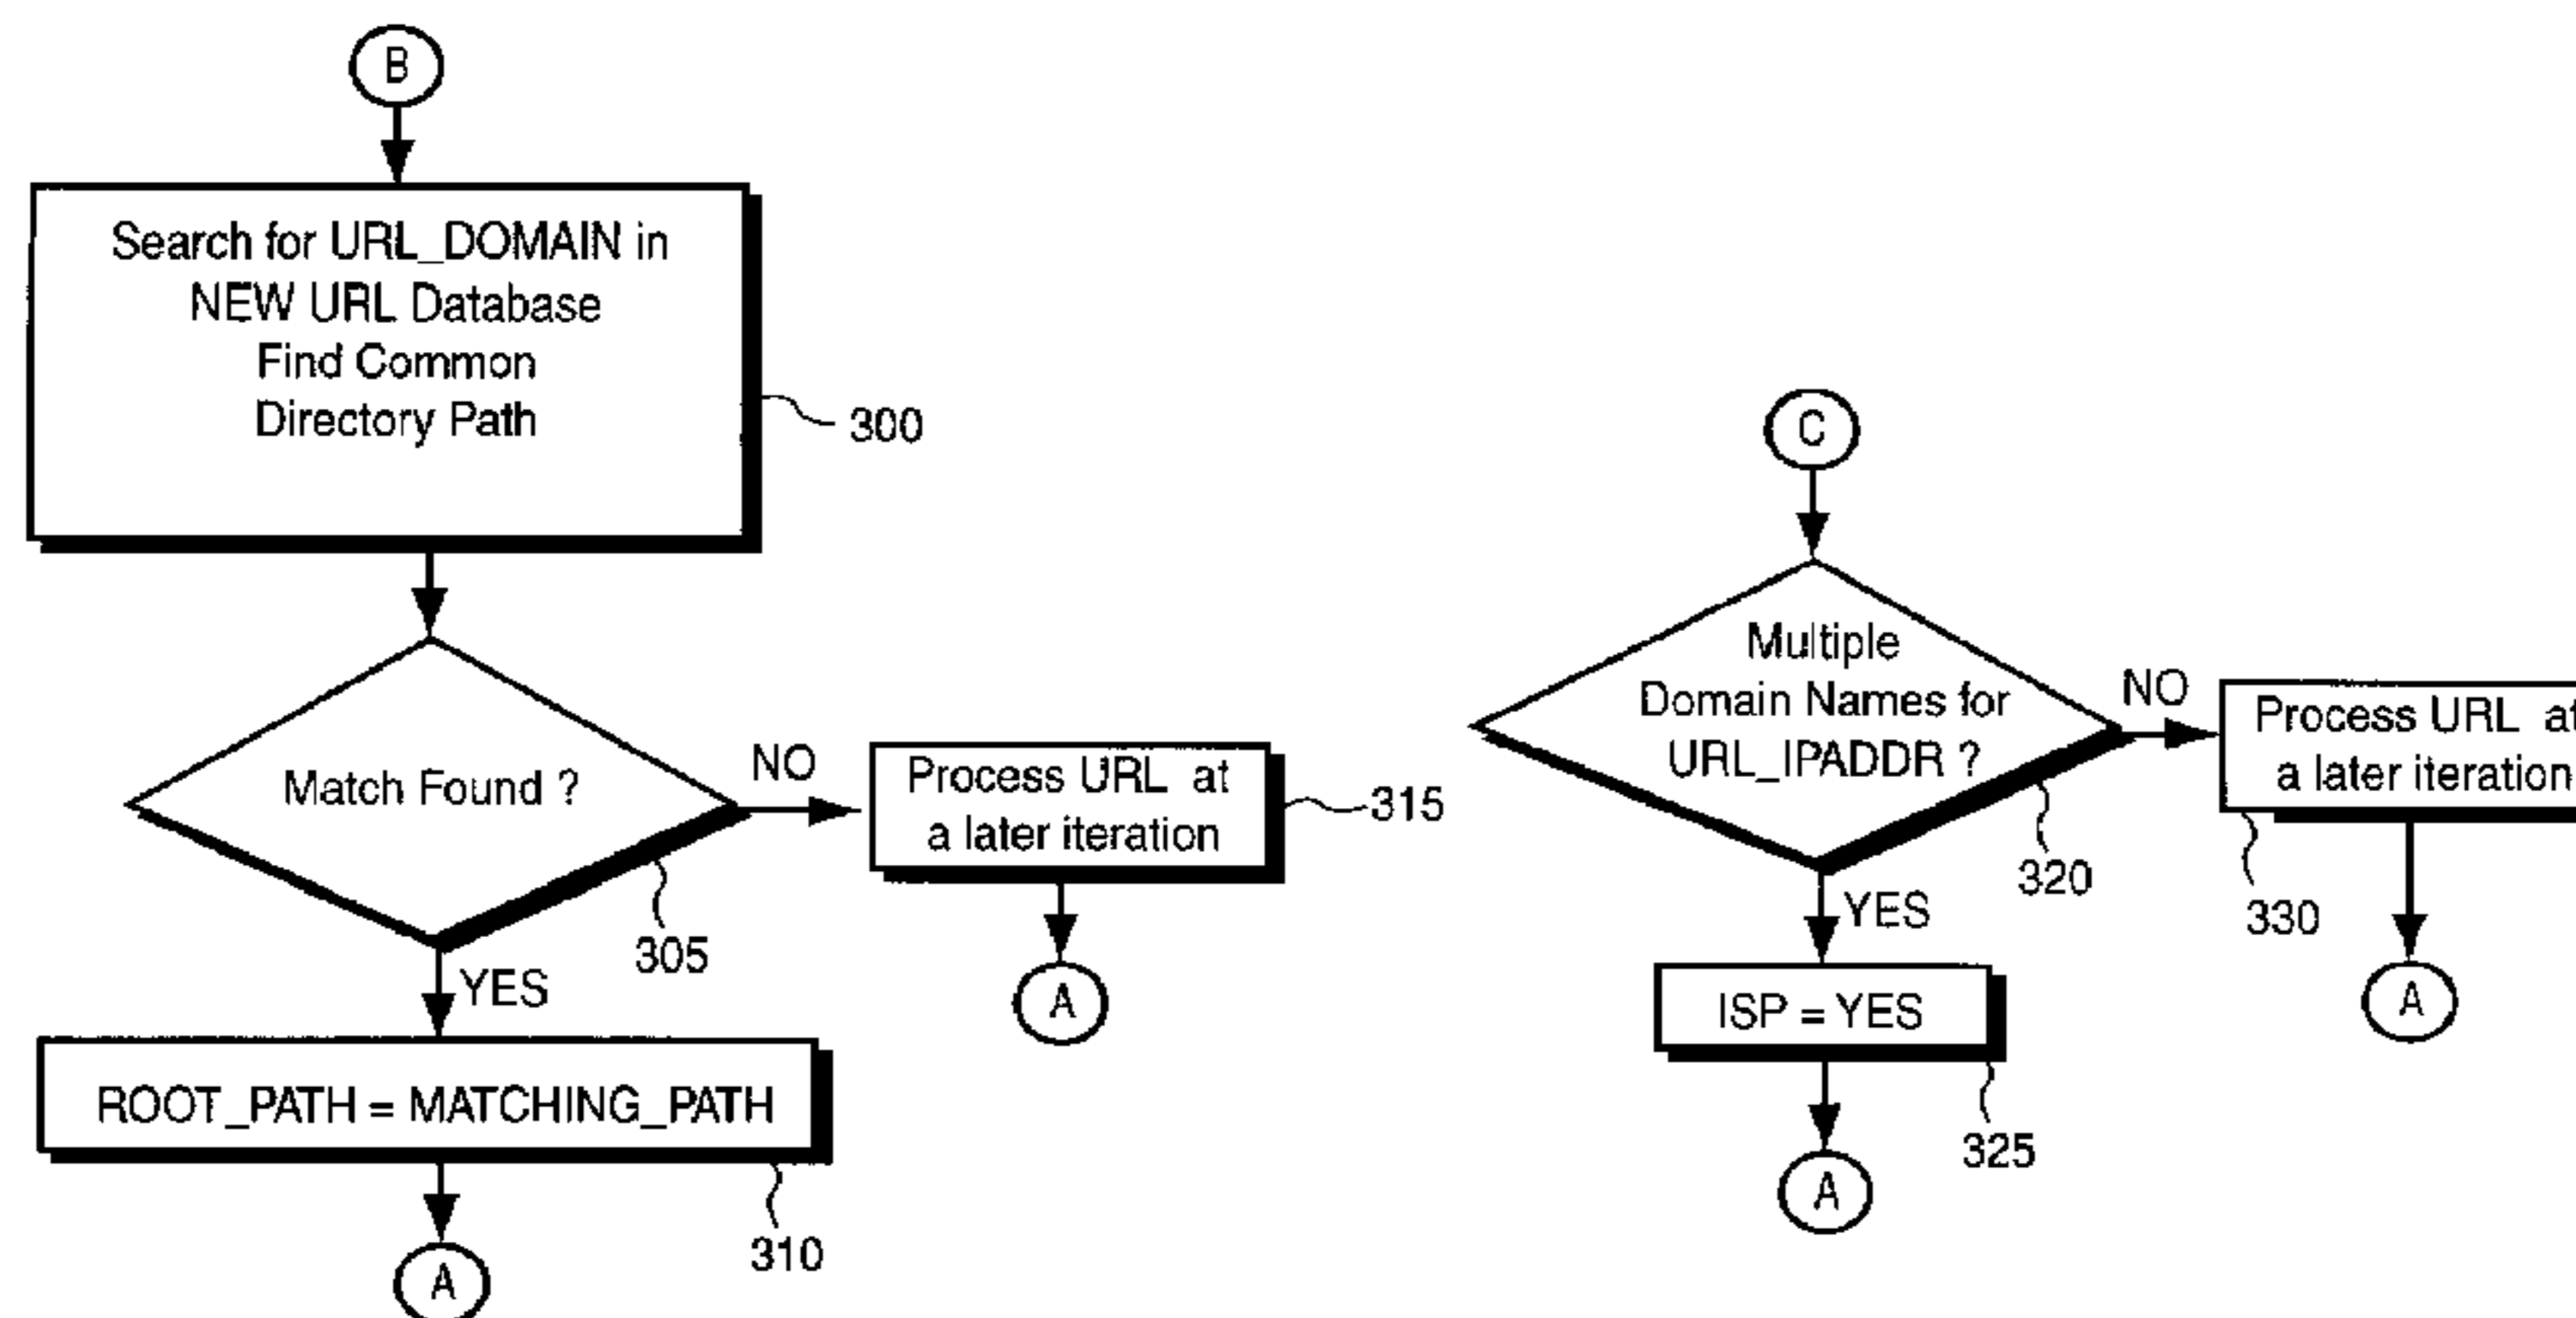 B
Search for URL_DOMAIN in
NEW URL Database
Find Common
Directory Path
300
Match Found ?
NO
Process URL at
a later iteration
315
A
305
YES
ROOT_PATH = MATCHING_PATH
310
A
C
Multiple
Domain Names for
URL_IPADDR ?
NO
Process URL
a later iteration
320
330
A
YES
ISP = YES
325
A